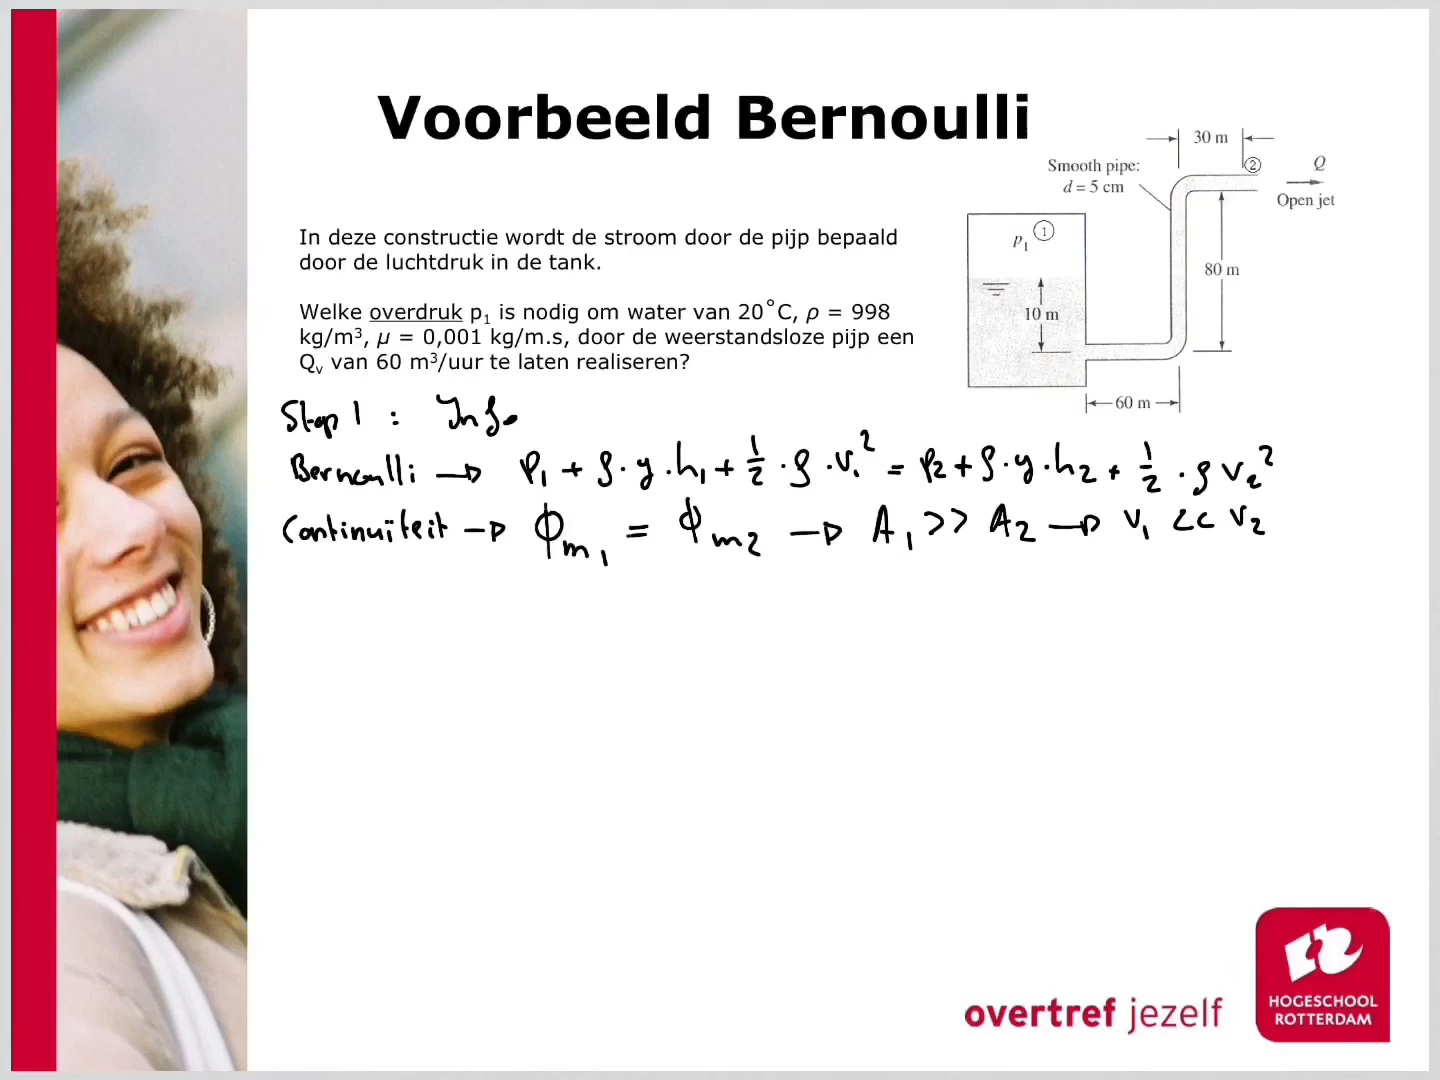 Voorbeeld Bernoulli
30 m
Smooth pipe:
d = 5 cm
2
Q
Open jet
In deze constructie wordt de stroom door de pijp bepaald
door de luchtdruk in de tank.
p₁ 1
80 m
10 m
60 m
Welke overdruk p₁ is nodig om water van 20˚C, ρ = 998
kg/m³, μ = 0,001 kg/m.s, door de weerstandsloze pijp een
Qᵥ van 60 m³/uur te laten realiseren?
Stap 1 : Info
Bernoulli → P₁ + ρ · g · h₁ + ½ · ρ · v₁² = P₂ + ρ · g · h₂ + ½ · ρ v₂²
Continuïteit → ϕm₁ = ϕm₂ → A₁ >> A₂ → v₁ << v₂
overtref jezelf
HOGESCHOOL
ROTTERDAM